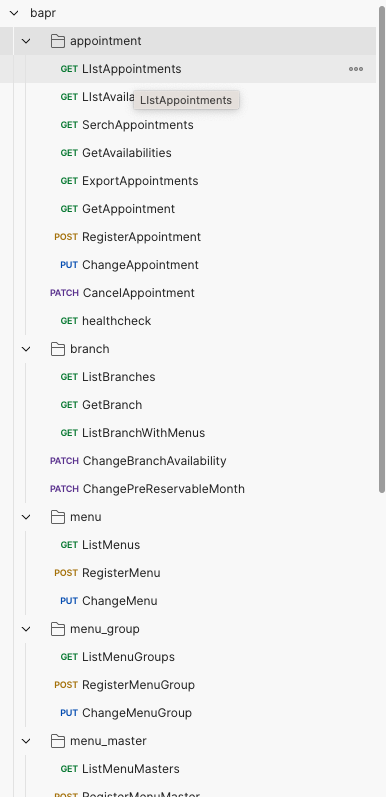 bapr
appointment
GET LIstAppointments
GET LIstAvaila
LIstAppointments
GET SerchAppointments
GET GetAvailabilities
GET ExportAppointments
GET GetAppointment
POST RegisterAppointment
PUT ChangeAppointment
PATCH CancelAppointment
GET healthcheck
branch
GET ListBranches
GET GetBranch
GET ListBranchWithMenus
PATCH ChangeBranchAvailability
PATCH ChangePreReservableMonth
menu
GET ListMenus
POST RegisterMenu
PUT ChangeMenu
menu_group
GET ListMenuGroups
POST RegisterMenuGroup
PUT ChangeMenuGroup
menu_master
GET ListMenuMasters
POST RegisterMenuMaster